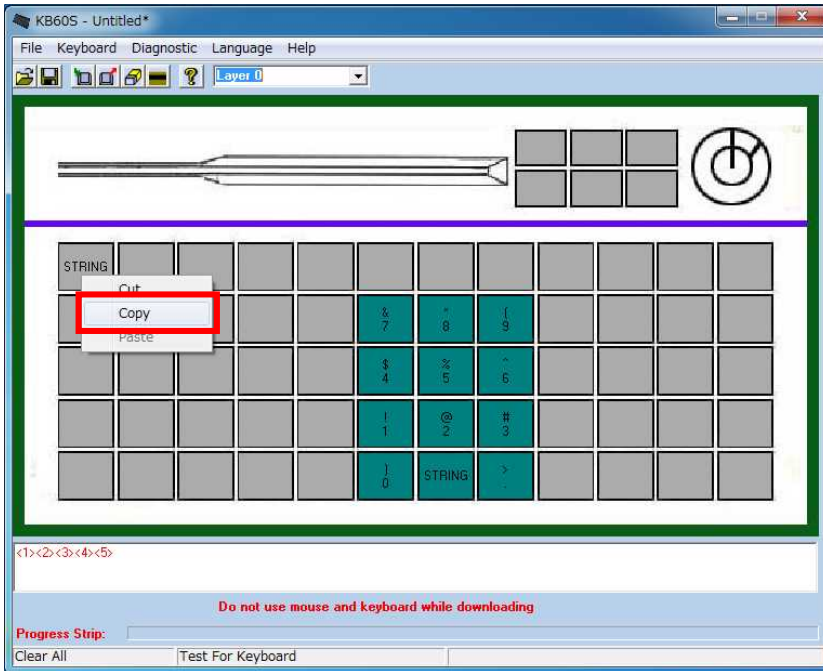 KB60S - Untitled*
File Keyboard Diagnostic Language Help
Layer 0
STRING
Cut
Copy
Paste
& * (
7 8 9
$ % ^
4 5 6
! @ #
1 2 3
) STRING >
0 .
<1><2><3><4><5>
Do not use mouse and keyboard while downloading
Progress Strip:
Clear All Test For Keyboard